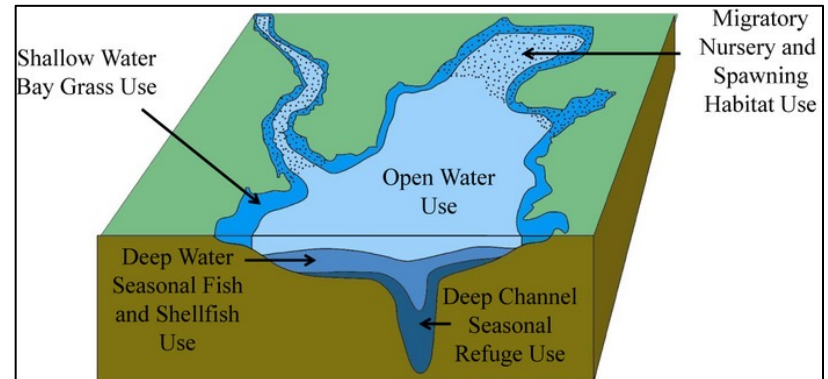 Shallow Water
Bay Grass Use
Migratory
Nursery and
Spawning
Habitat Use
Open Water
Use
Deep Water
Seasonal Fish
and Shellfish
Use
Deep Channel
Seasonal
Refuge Use